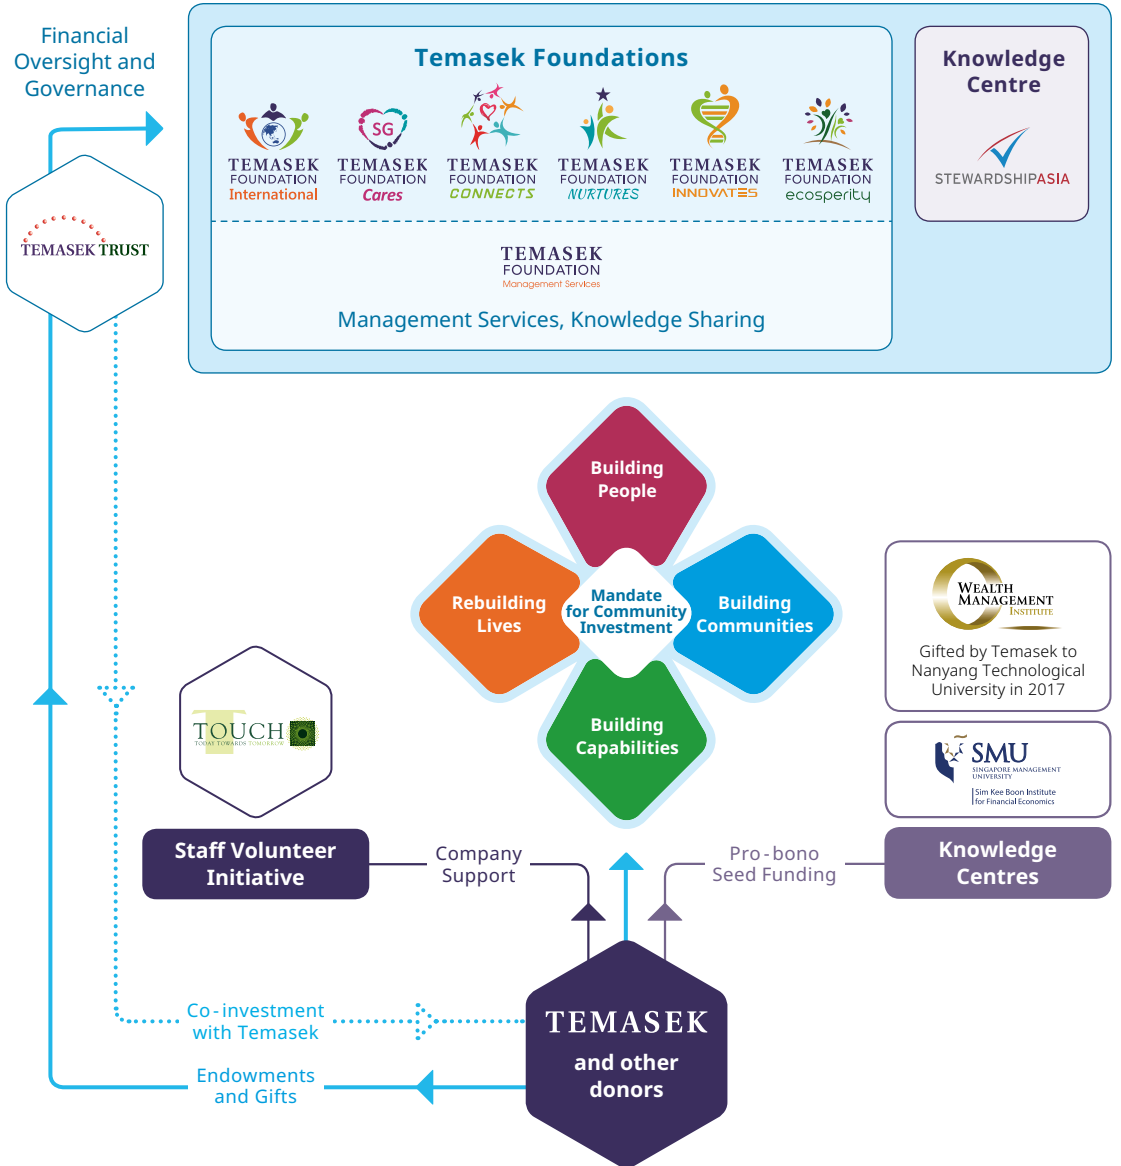 Financial
Oversight and
Governance
TEMASEK TRUST
Temasek Foundations
TEMASEK
FOUNDATION
International
SG
TEMASEK
FOUNDATION
Cares
TEMASEK
FOUNDATION
CONNECTS
TEMASEK
FOUNDATION
NURTURES
TEMASEK
FOUNDATION
INNOVATES
TEMASEK
FOUNDATION
ecosperity
TEMASEK
FOUNDATION
Management Services
Management Services, Knowledge Sharing
Knowledge
Centre
STEWARDSHIPASIA
Building
People
Rebuilding
Lives
Mandate
for Community
Investment
Building
Communities
Building
Capabilities
WEALTH
MANAGEMENT
INSTITUTE
Gifted by Temasek to
Nanyang Technological
University in 2017
SMU
SINGAPORE MANAGEMENT
UNIVERSITY
Sim Kee Boon Institute
for Financial Economics
Knowledge
Centres
T
TOUCH
TODAY TOWARDS TOMORROW
Staff Volunteer
Initiative
Company
Support
Pro-bono
Seed Funding
Co-investment
with Temasek
Endowments
and Gifts
TEMASEK
and other
donors